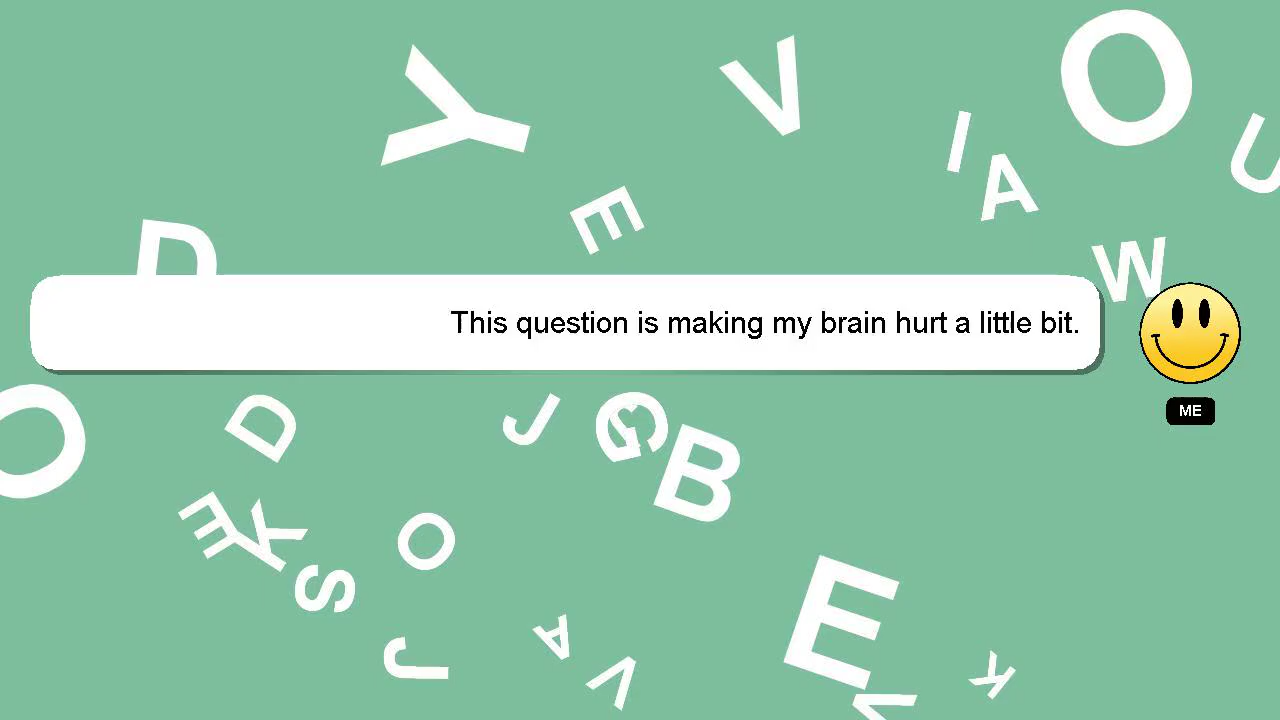 Y
V
O
I
A
U
E
D
W
This question is making my brain hurt a little bit.
ME
O
D
J
G
B
E
K
O
S
E
J
A
V
K
V